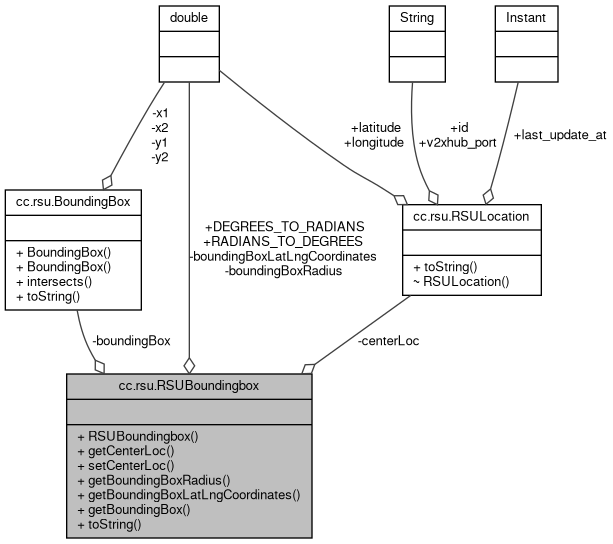 double
String
Instant
-x1
-x2
-y1
-y2
+latitude
+longitude
+id
+v2xhub_port
+last_update_at
cc.rsu.BoundingBox
+ BoundingBox()
+ BoundingBox()
+ intersects()
+ toString()
+DEGREES_TO_RADIANS
+RADIANS_TO_DEGREES
-boundingBoxLatLngCoordinates
-boundingBoxRadius
cc.rsu.RSULocation
+ toString()
~ RSULocation()
-boundingBox
-centerLoc
cc.rsu.RSUBoundingbox
+ RSUBoundingbox()
+ getCenterLoc()
+ setCenterLoc()
+ getBoundingBoxRadius()
+ getBoundingBoxLatLngCoordinates()
+ getBoundingBox()
+ toString()